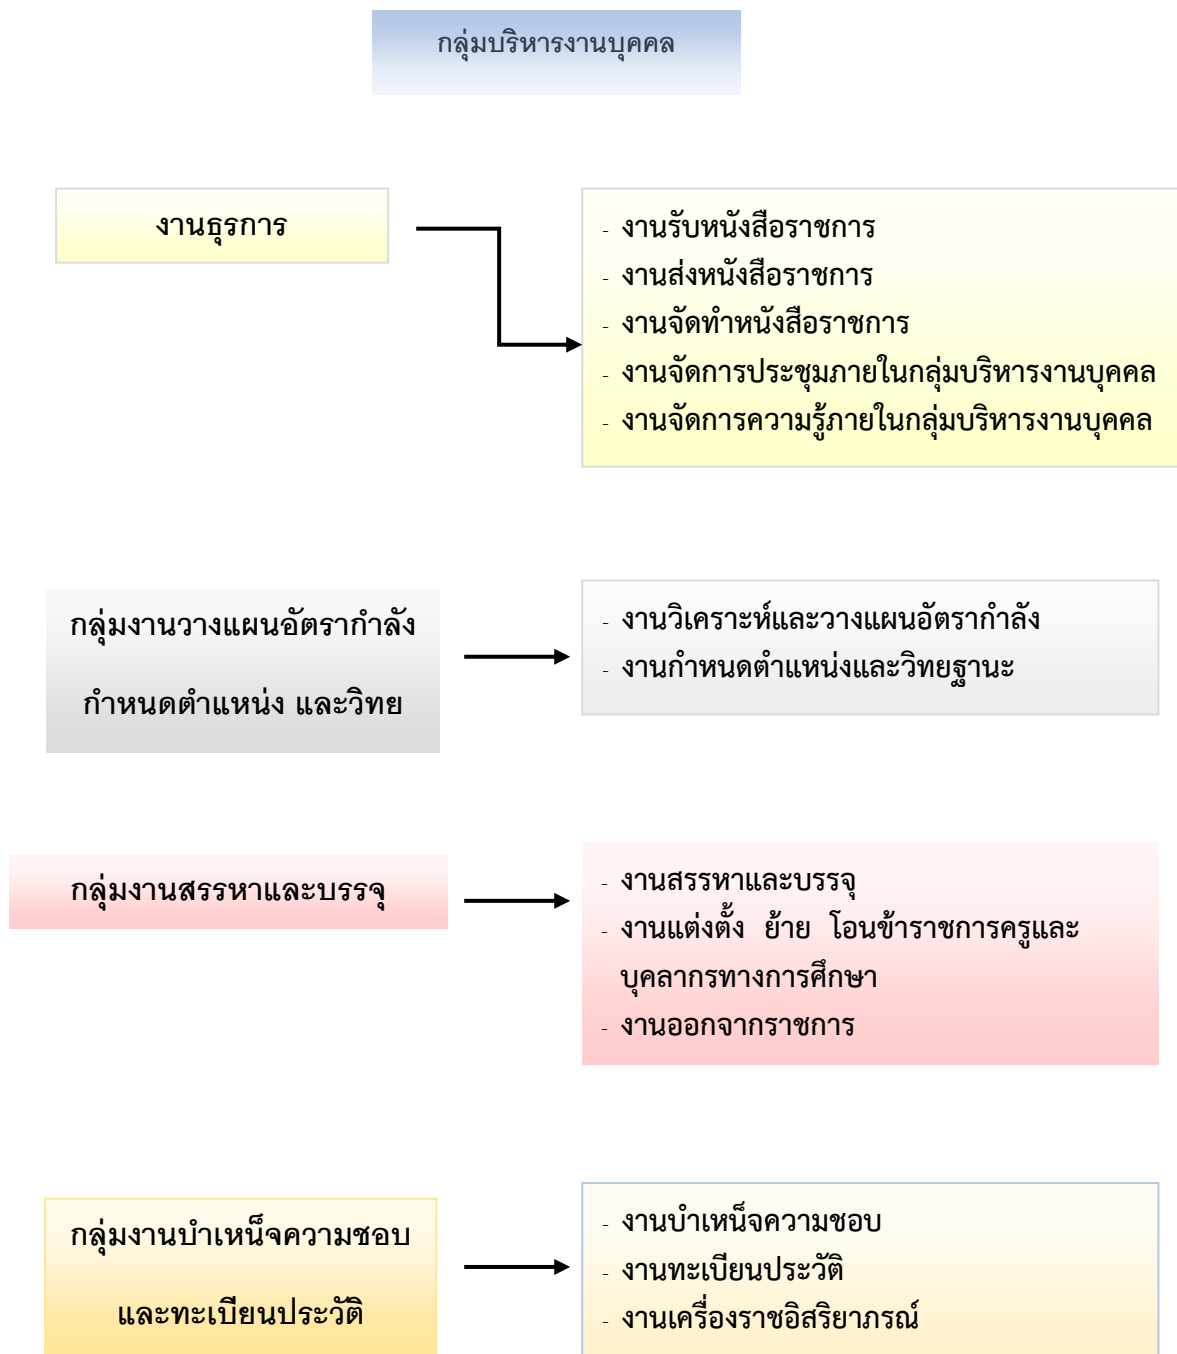 กลุ่มบริหารงานบุคคล
งานธุรการ
- งานรับหนังสือราชการ
- งานส่งหนังสือราชการ
- งานจัดทำหนังสือราชการ
- งานจัดการประชุมภายในกลุ่มบริหารงานบุคคล
- งานจัดการความรู้ภายในกลุ่มบริหารงานบุคคล
กลุ่มงานวางแผนอัตรากำลัง
กำหนดตำแหน่ง และวิทย
- งานวิเคราะห์และวางแผนอัตรากำลัง
- งานกำหนดตำแหน่งและวิทยฐานะ
กลุ่มงานสรรหาและบรรจุ
- งานสรรหาและบรรจุ
- งานแต่งตั้ง ย้าย โอนข้าราชการครูและ
บุคลากรทางการศึกษา
- งานออกจากราชการ
กลุ่มงานบำเหน็จความชอบ
และทะเบียนประวัติ
- งานบำเหน็จความชอบ
- งานทะเบียนประวัติ
- งานเครื่องราชอิสริยาภรณ์